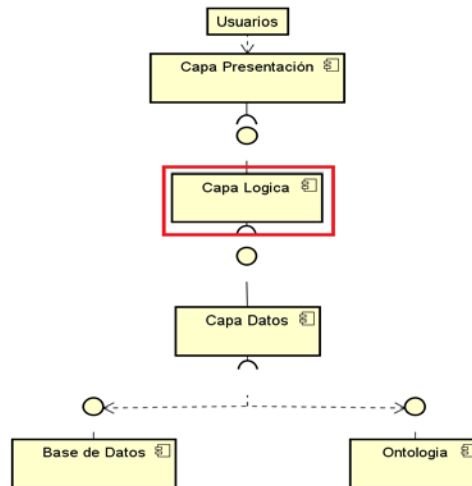 Usuarios
Capa Presentación
Capa Logica
Capa Datos
Base de Datos
Ontologia